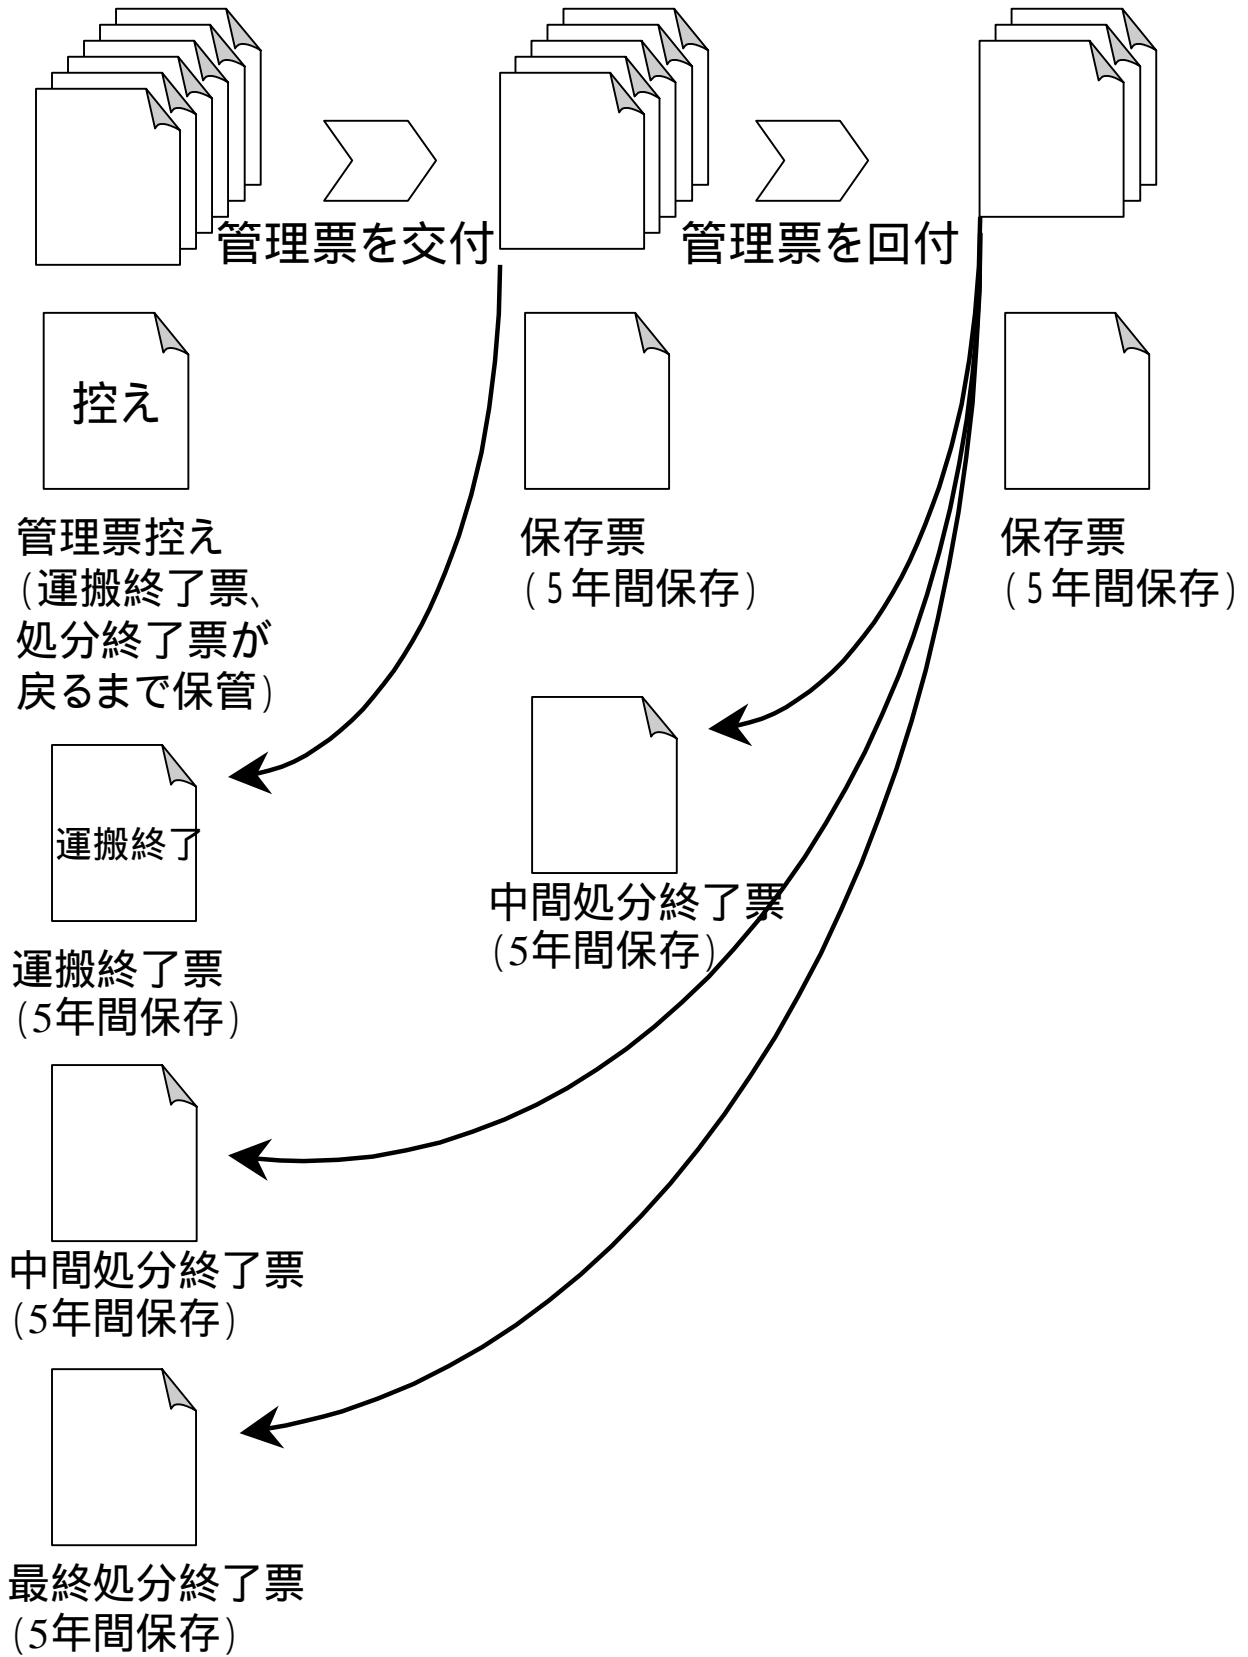 管理票を交付
管理票を回付
控え
管理票控え
(運搬終了票、
処分終了票が
戻るまで保管)
保存票
(5年間保存)
保存票
(5年間保存)
運搬終了
運搬終了票
(5年間保存)
中間処分終了票
(5年間保存)
中間処分終了票
(5年間保存)
最終処分終了票
(5年間保存)